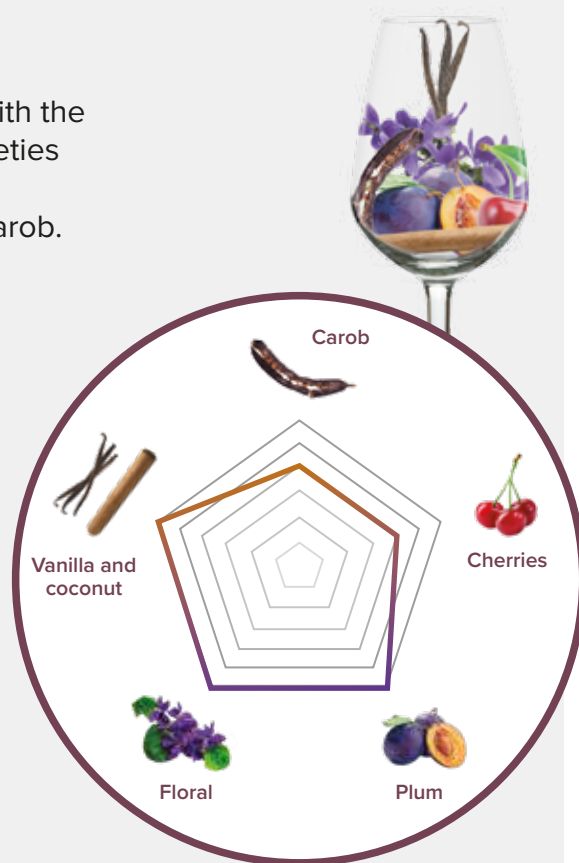 ith the
eties
arob.
Carob
Cherries
Vanilla and
coconut
Floral
Plum